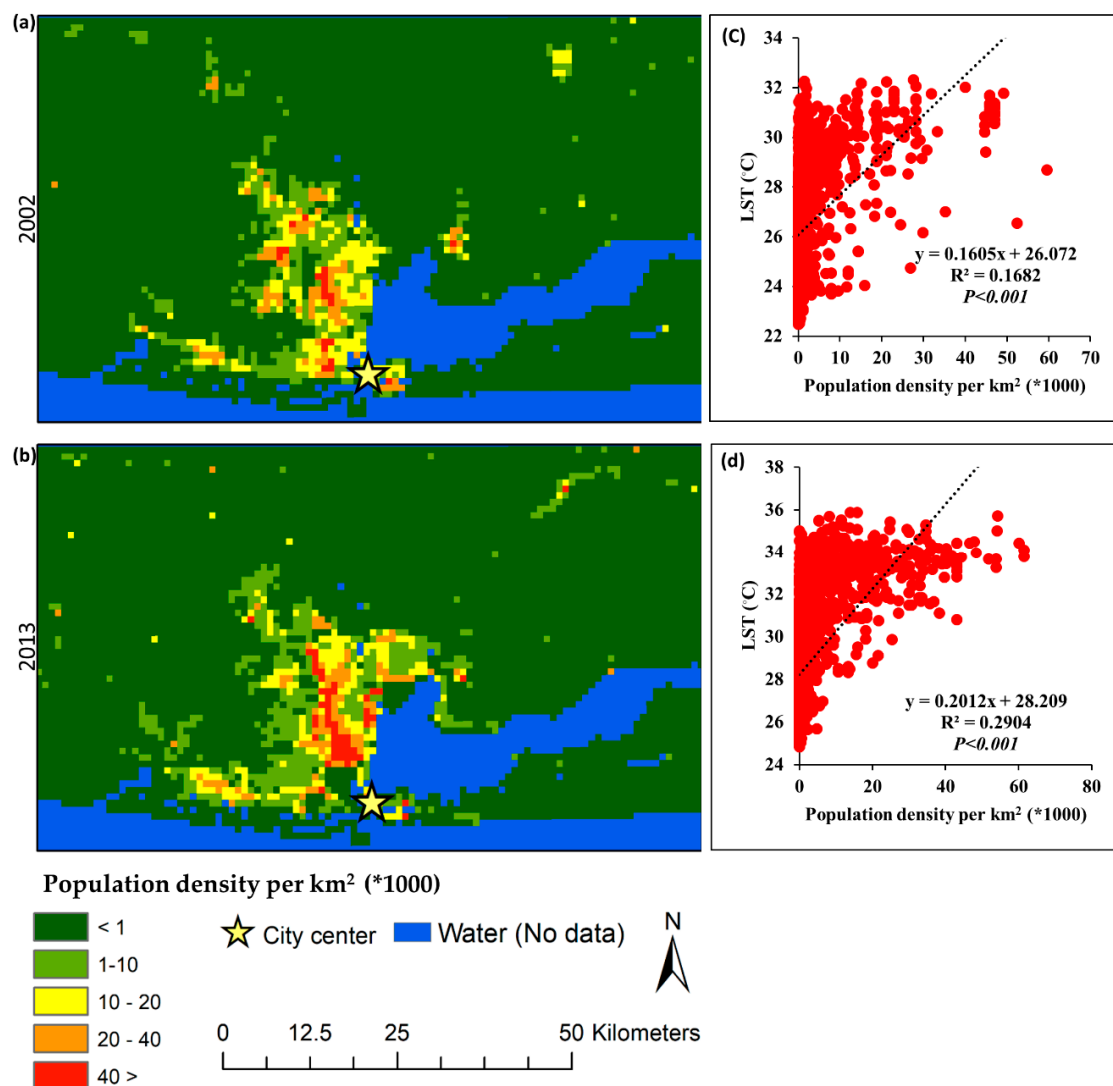 (a)
2002
(b)
2013
(C)
34
32
30
28
26
24
22
LST (°C)
y = 0.1605x + 26.072
R² = 0.1682
P<0.001
0 10 20 30 40 50 60 70
Population density per km² (*1000)
(d)
38
36
34
32
30
28
26
24
LST (°C)
y = 0.2012x + 28.209
R² = 0.2904
P<0.001
0 20 40 60 80
Population density per km² (*1000)
Population density per km² (*1000)
< 1
1-10
10 - 20
20 - 40
40 >
City center
Water (No data)
N
0 12.5 25 50 Kilometers